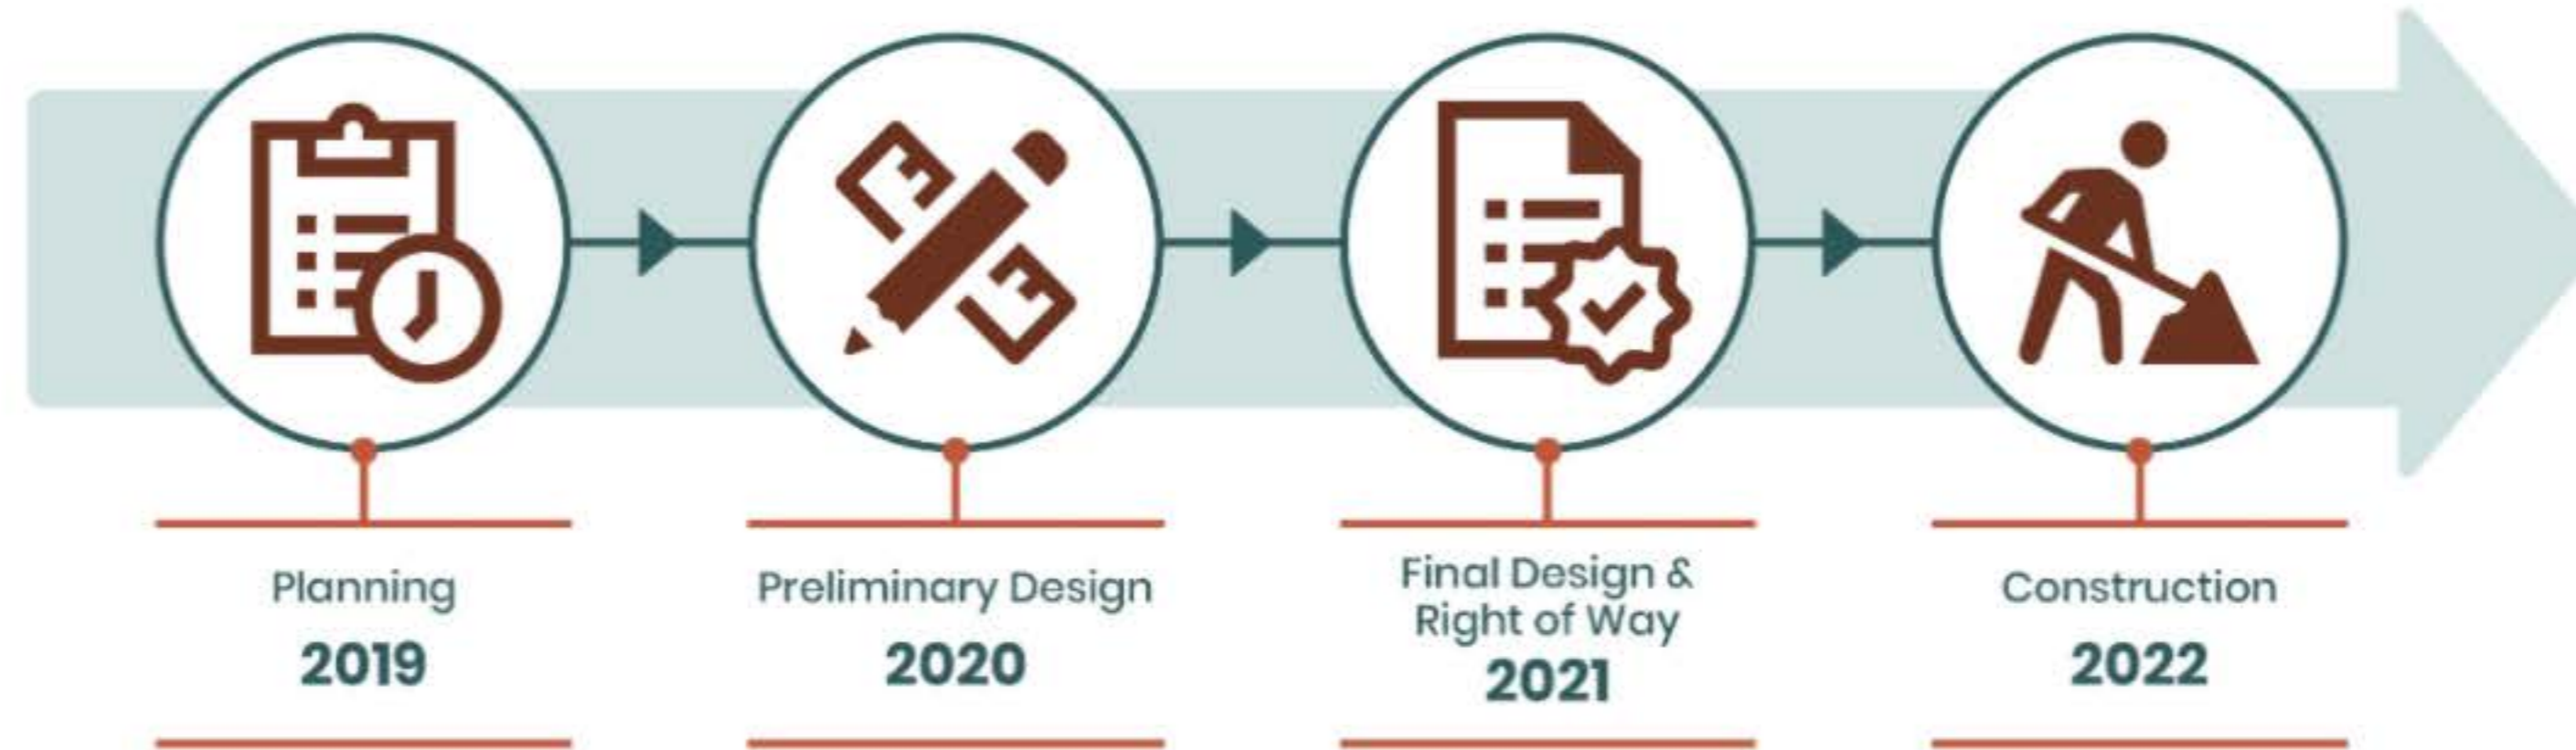 Planning
2019
Preliminary Design
2020
Final Design &
Right of Way
2021
Construction
2022